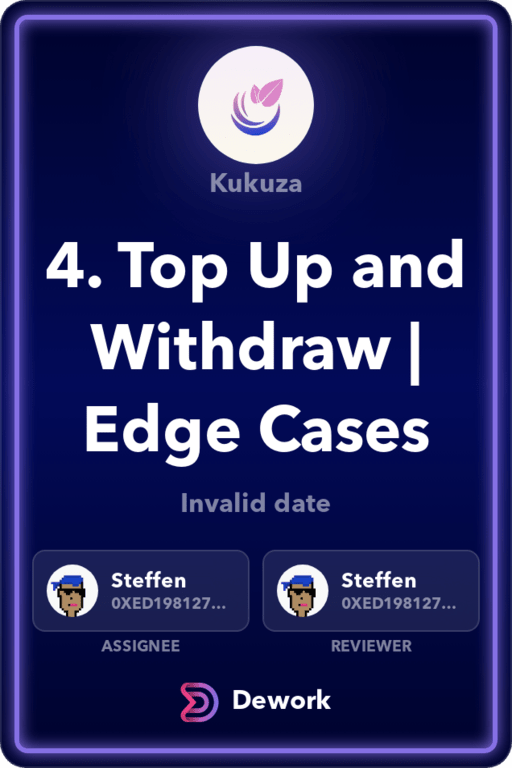 Kukuza
4. Top Up and
Withdraw |
Edge Cases
Invalid date
Steffen
0XED198127...
ASSIGNEE
Steffen
0XED198127...
REVIEWER
Dework